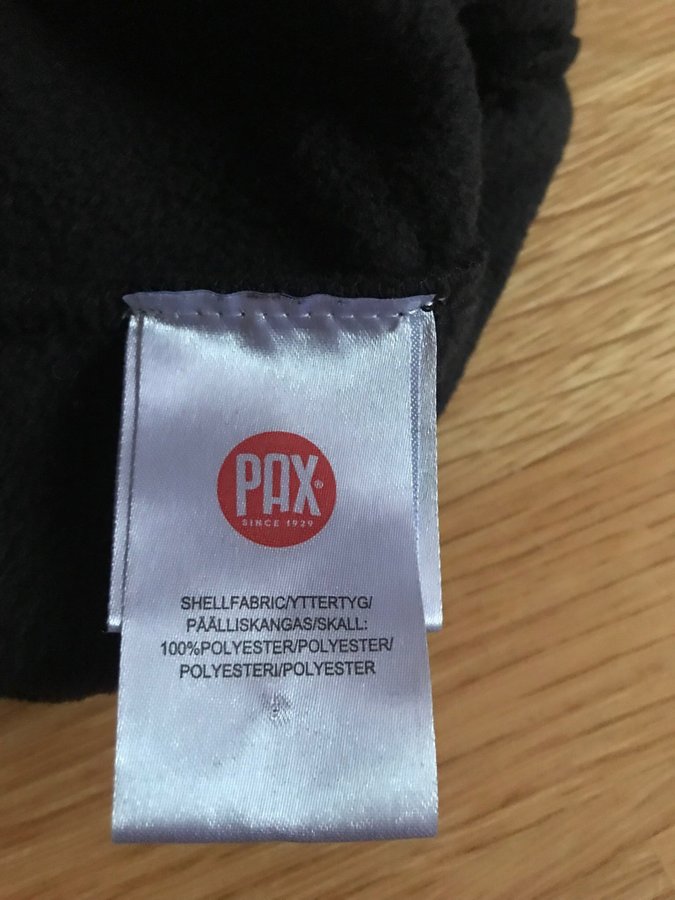 PAX®
SINCE 1929
SHELLFABRIC/YTTERTYG/
PÄÄLLISKANGAS/SKALL:
100%POLYESTER/POLYESTER/
POLYESTERI/POLYESTER